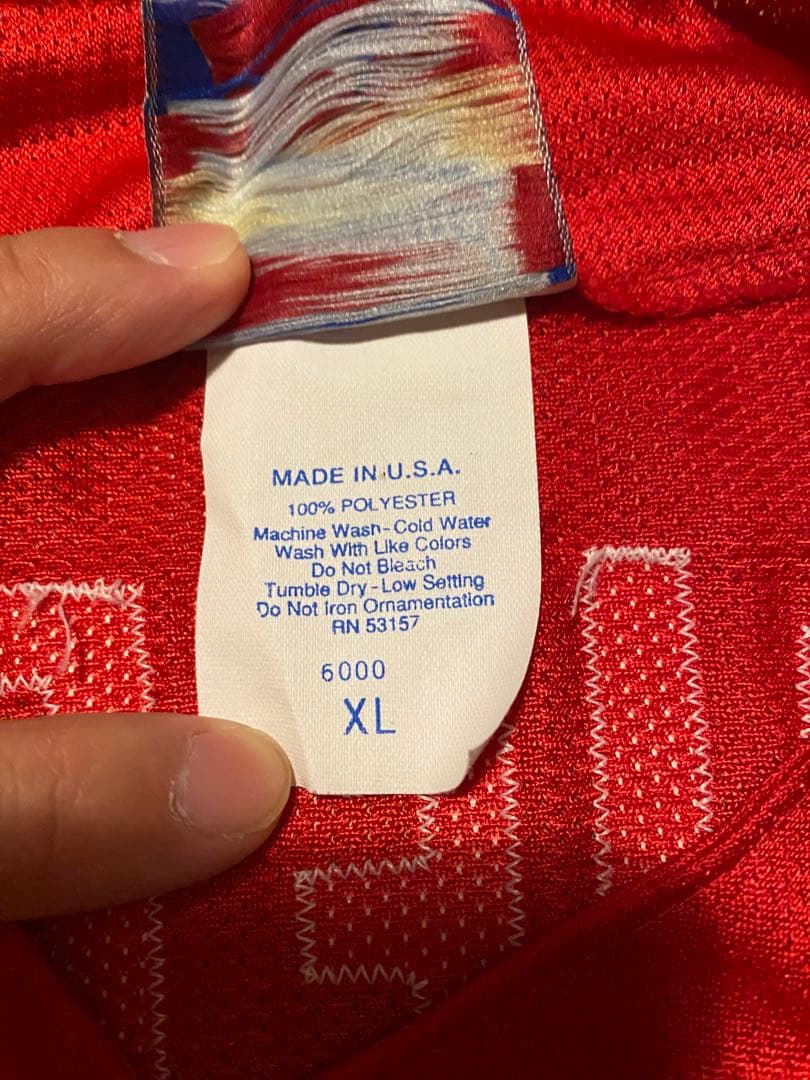 MADE IN U.S.A.
100% POLYESTER
Machine Wash-Cold Water
Wash With Like Colors
Do Not Bleach
Tumble Dry-Low Setting
Do Not Iron Ornamentation
RN 53157
6000
XL